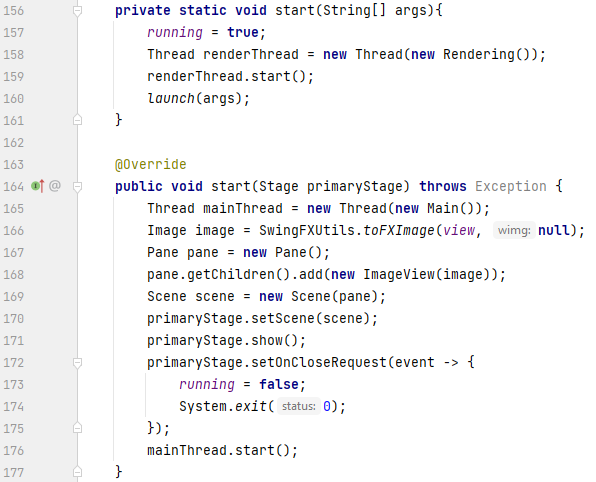 156 private static void start(String[] args){
157 running = true;
158 Thread renderThread = new Thread(new Rendering());
159 renderThread.start();
160 launch(args);
161 }
162
163 @Override
164 @ public void start(Stage primaryStage) throws Exception {
165 Thread mainThread = new Thread(new Main());
166 Image image = SwingFXUtils.toFXImage(view, wimg: null);
167 Pane pane = new Pane();
168 pane.getChildren().add(new ImageView(image));
169 Scene scene = new Scene(pane);
170 primaryStage.setScene(scene);
171 primaryStage.show();
172 primaryStage.setOnCloseRequest(event -> {
173 running = false;
174 System.exit( status: 0);
175 });
176 mainThread.start();
177 }